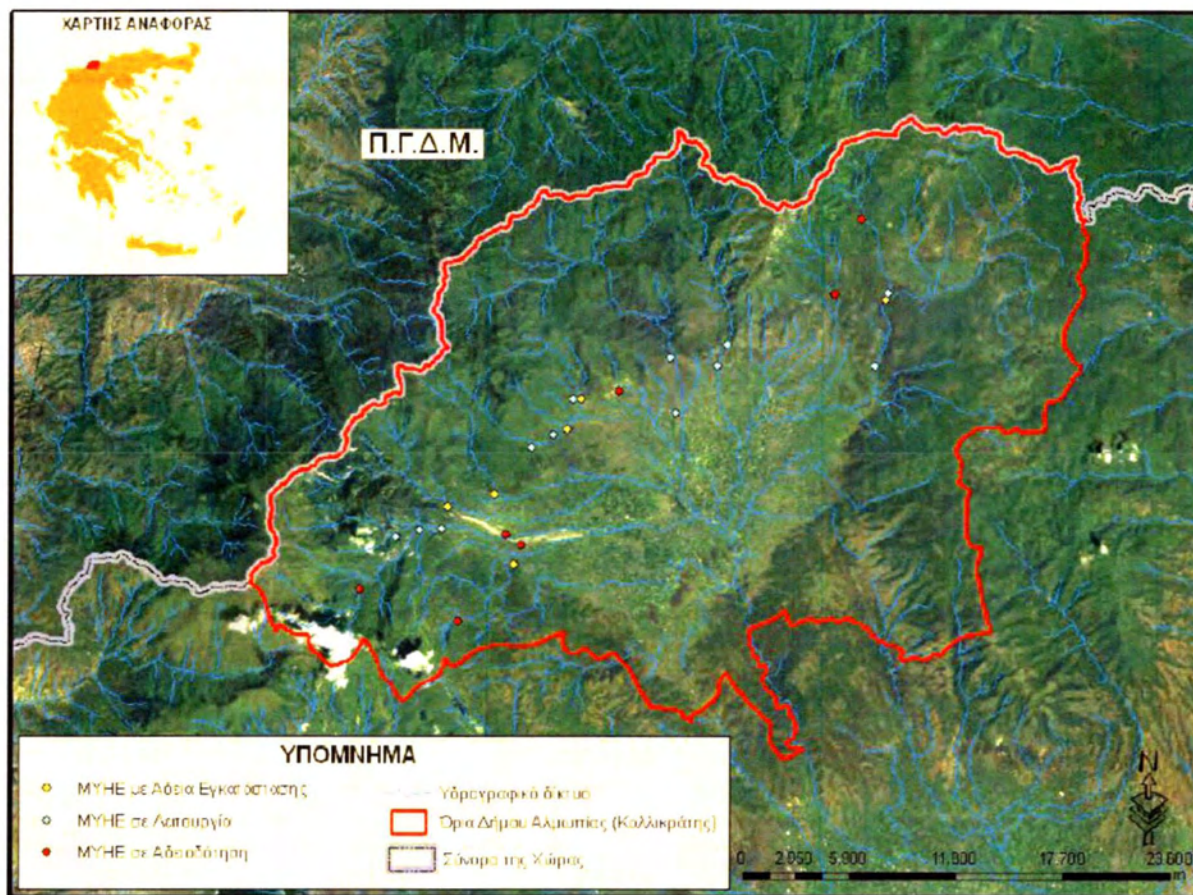 ΧΑΡΤΗΣ ΑΝΑΦΟΡΑΣ
Π.Γ.Δ.Μ.
ΥΠΟΜΝΗΜΑ
ΜΥΗΕ με Άδεια Εγκατάστασης
ΜΥΗΕ σε Λειτουργία
ΜΥΗΕ σε Αδειοδότηση
Υδρογραφικό δίκτυο
Όρια Δήμου Αλμωπίας (Καλλικράτης)
Σύνορα της Χώρας
N
0 2.950 5.900 11.800 17.700 23.600
m